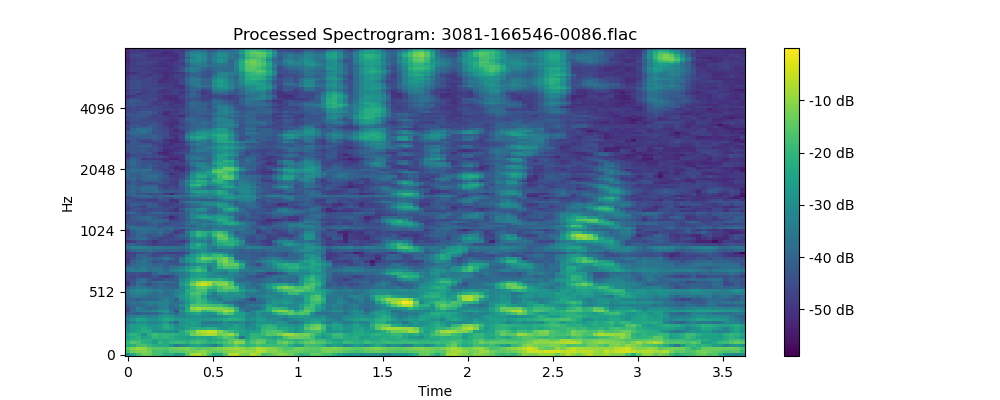 Processed Spectrogram: 3081-166546-0086.flac
Hz
4096
2048
1024
512
0
0
0.5
1
1.5
2
2.5
3
3.5
Time
-10 dB
-20 dB
-30 dB
-40 dB
-50 dB